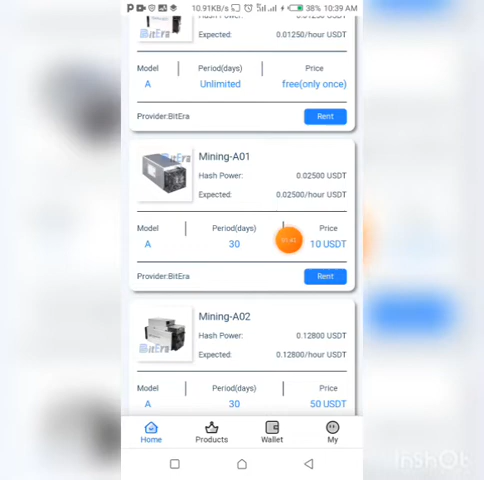 10.91KB/s 38% 10:39 AM
Expected: 0.01250/hour USDT
Model Period(days) Price
A Unlimited free(only once)
Provider:BitEra Rent
BitEra Mining-A01
Hash Power: 0.02500 USDT
Expected: 0.02500/hour USDT
Model Period(days) Price
A 30 10 USDT
Provider:BitEra Rent
Mining-A02
Hash Power: 0.12800 USDT
BitEra
Expected: 0.12800/hour USDT
Model Period(days) Price
A 30 50 USDT
Home Products Wallet My
InShOt